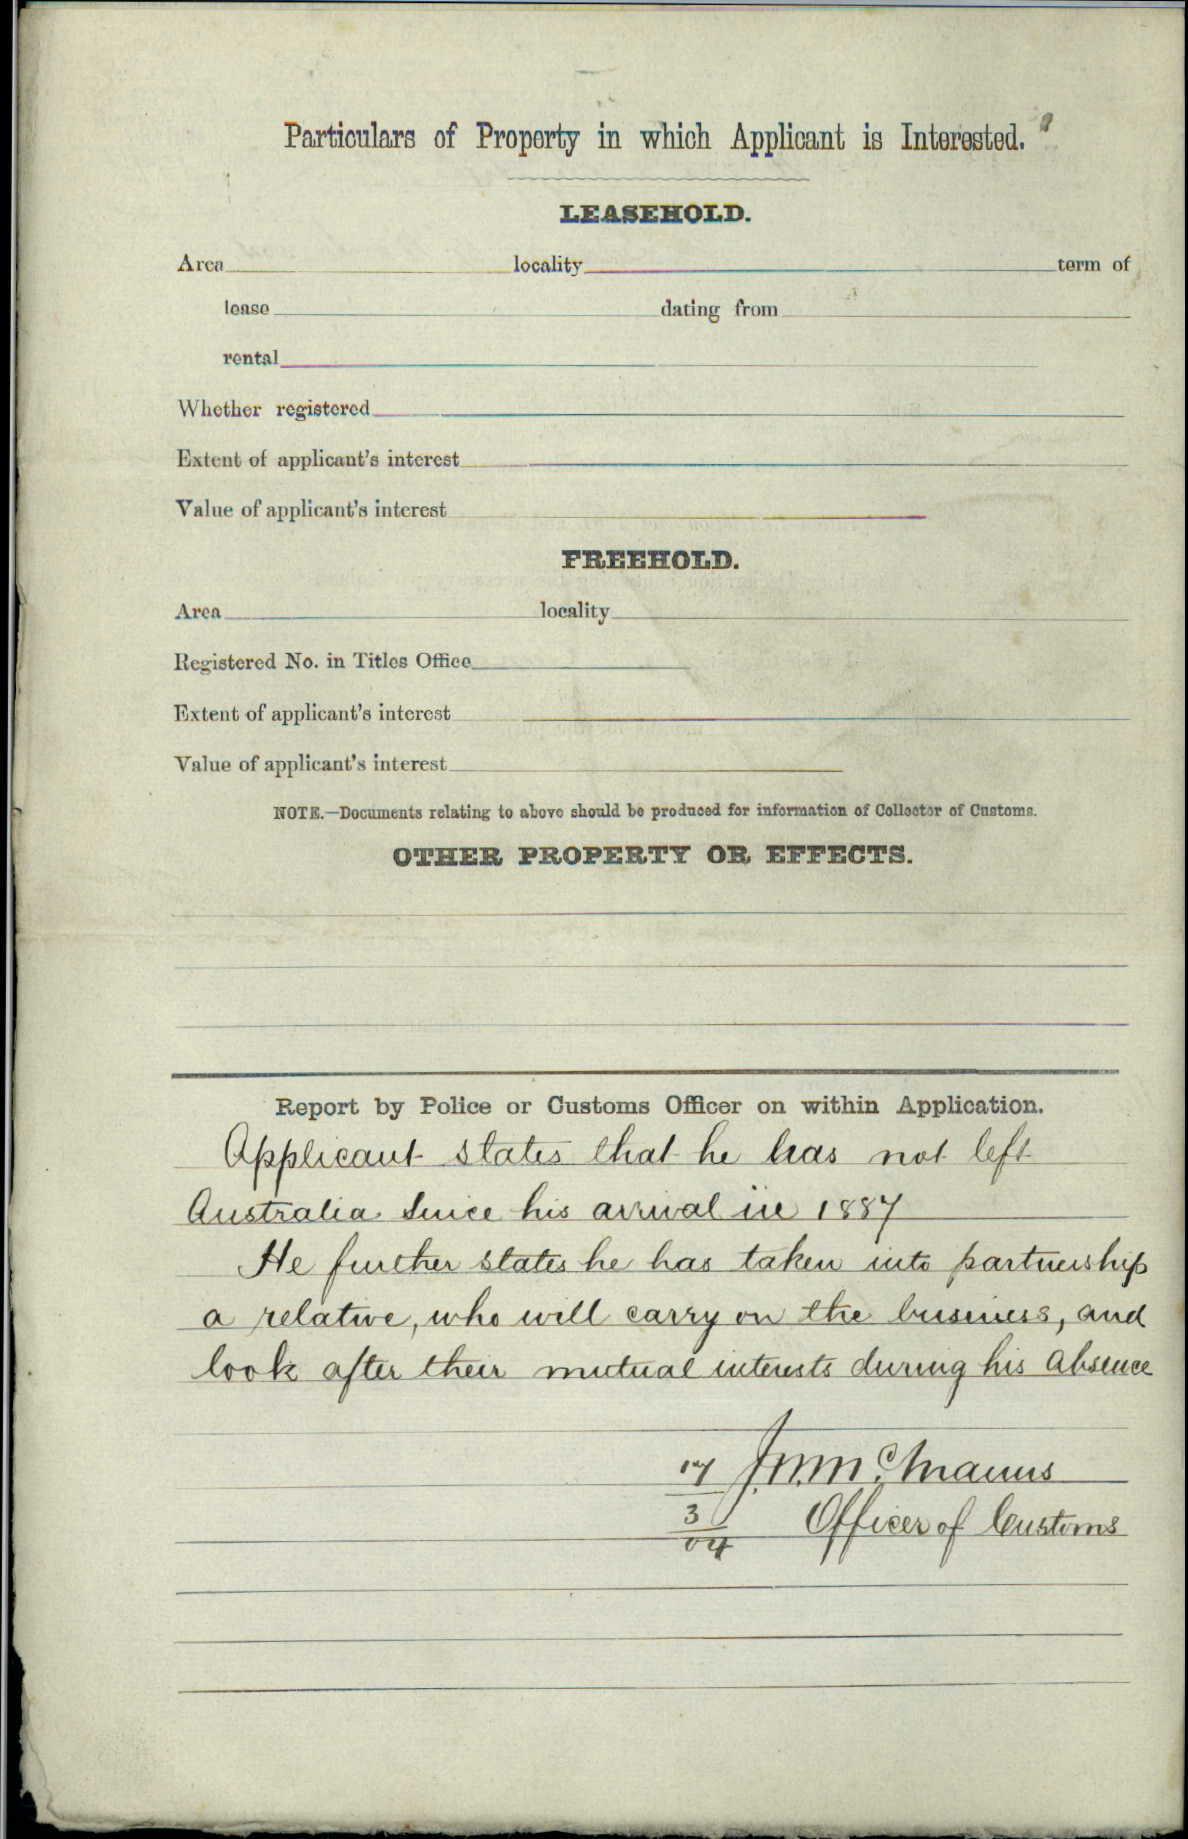 Particulars of Property in which Applicant is Interested.
LEASEHOLD.
Area locality term of
lease dating from
rental
Whether registered
Extent of applicant's interest
Value of applicant's interest
FREEHOLD.
Area locality
Registered No. in Titles Office
Extent of applicant's interest
Value of applicant's interest
NOTE.—Documents relating to above should be produced for information of Collector of Customs.
OTHER PROPERTY OR EFFECTS.
Report by Police or Customs Officer on within Application.
Applicant states that he has not left
Australia since his arrival in 1887
He further states he has taken into partnership
a relative, who will carry on the business, and
look after their mutual interests during his absence
17 J. M. McManus
3 Officer of Customs
04